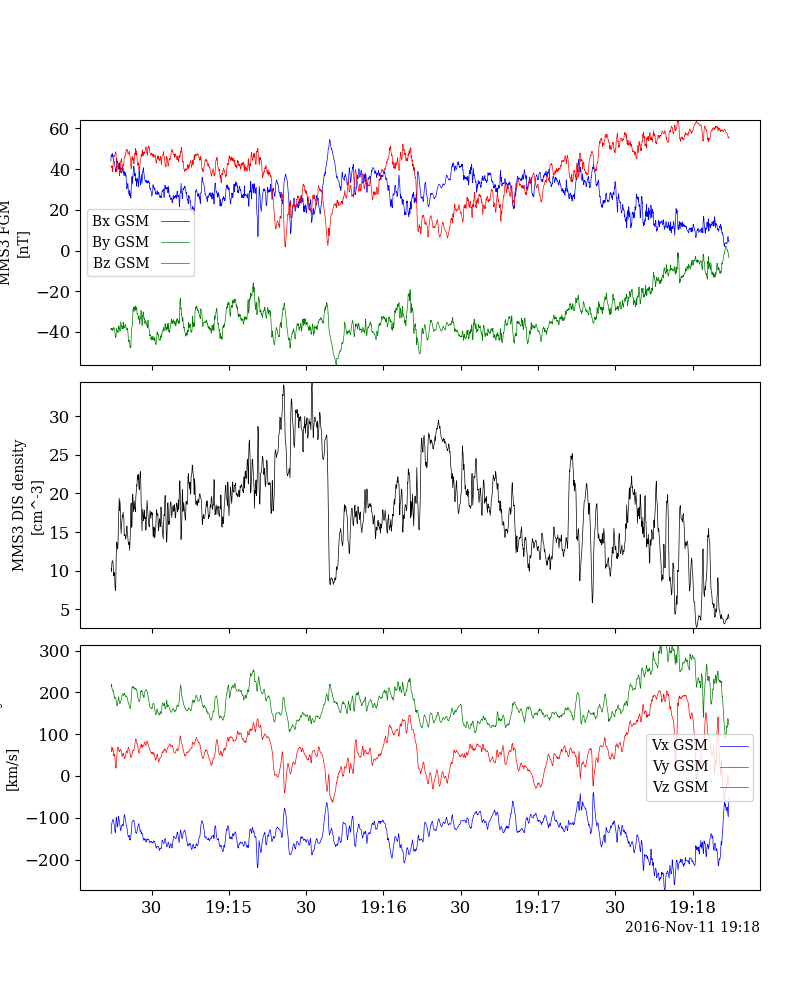 60
40
20
0
−20
−40
MMS3 FGM
[nT]
Bx GSM
By GSM
Bz GSM
30
25
20
15
10
5
MMS3 DIS density
[cm^-3]
300
200
100
0
−100
−200
[km/s]
Vx GSM
Vy GSM
Vz GSM
30 19:15 30 19:16 30 19:17 30 19:18
2016-Nov-11 19:18